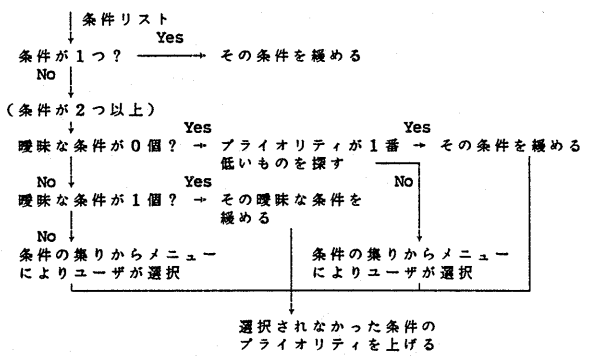 条件リスト
Yes
条件が1つ？ その条件を緩める
No
（条件が2つ以上）
Yes Yes
曖昧な条件が0個？ プライオリティが1番 その条件を緩める
低いものを探す
No Yes No
曖昧な条件が1個？ その曖昧な条件を
緩める
No
条件の集りからメニュー 条件の集りからメニュー
によりユーザが選択 によりユーザが選択
選択されなかった条件の
プライオリティを上げる